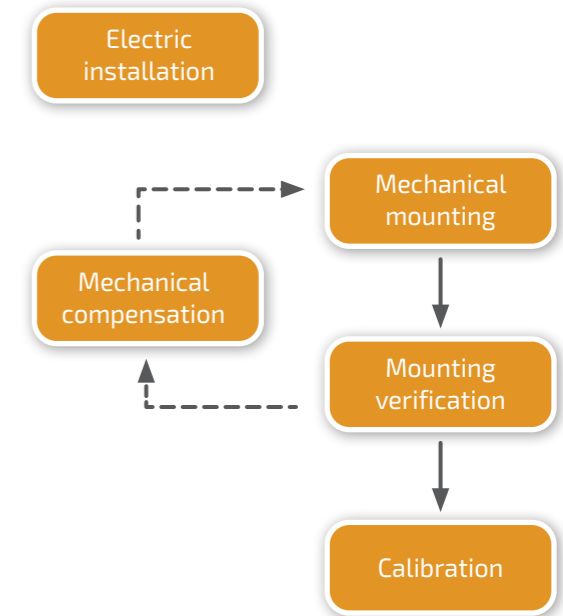 Electric
installation
Mechanical
mounting
Mechanical
compensation
Mounting
verification
Calibration